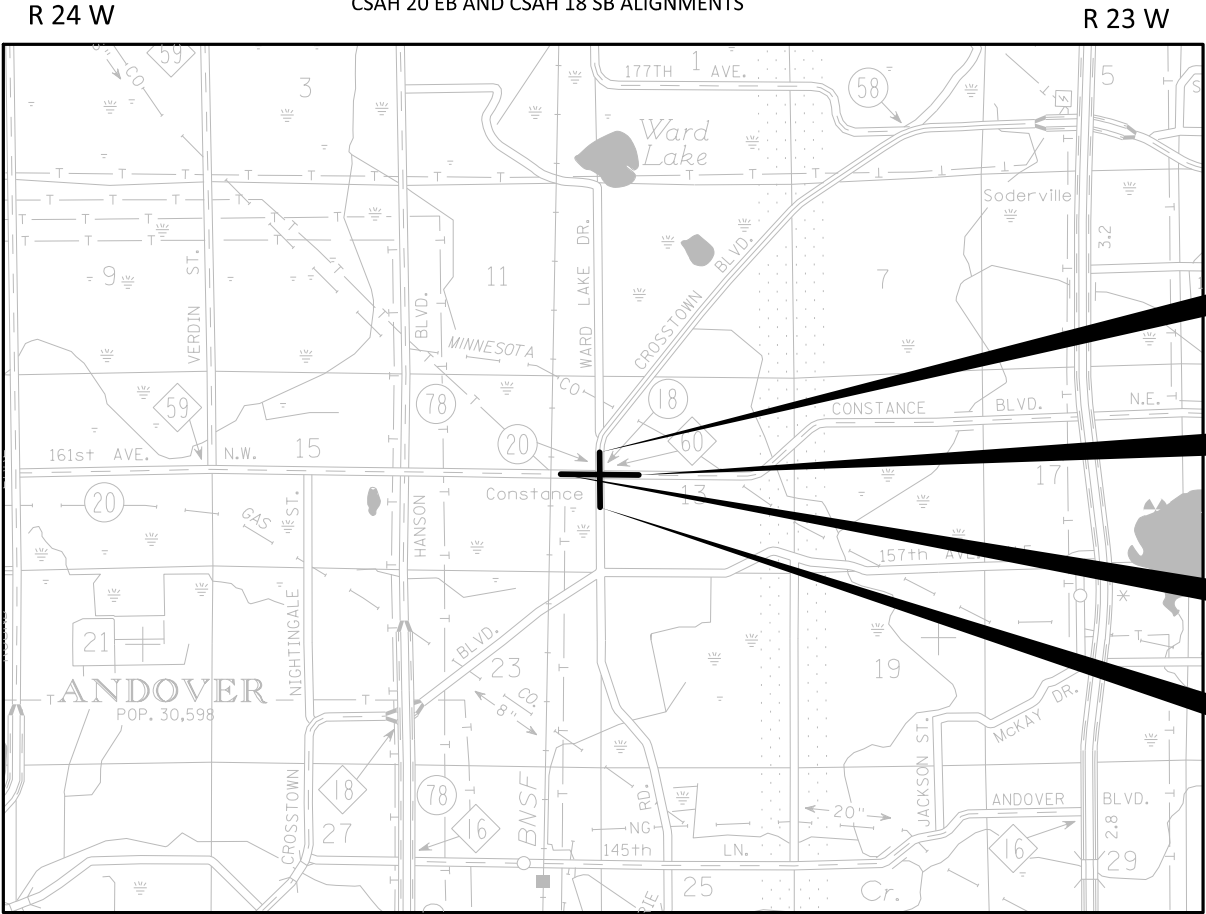 CSAH 20 EB AND CSAH 18 SB ALIGNMENTS
R 24 W
R 23 W
59
CO
3
177TH AVE.
1
58
5
Ward
Lake
Soderville
3.2
9
VERDIN ST.
BLVD.
11
WARD LAKE DR.
CROSSTOWN BLVD.
7
MINNESOTA
CO
59
78
20
18
60
CONSTANCE BLVD. N.E.
161st AVE. N.W.
15
Constance
13
17
20
GAS
NIGHTINGALE ST.
HANSON
157th AVE.
21
BLVD.
23
19
ANDOVER
POP. 30,598
8" CO.
McKAY DR.
18
78
16
CROSSTOWN
27
BNSF
RD.
NG
20"
JACKSON ST.
ANDOVER BLVD.
2.8
145th LN.
16
29
25
Cr.